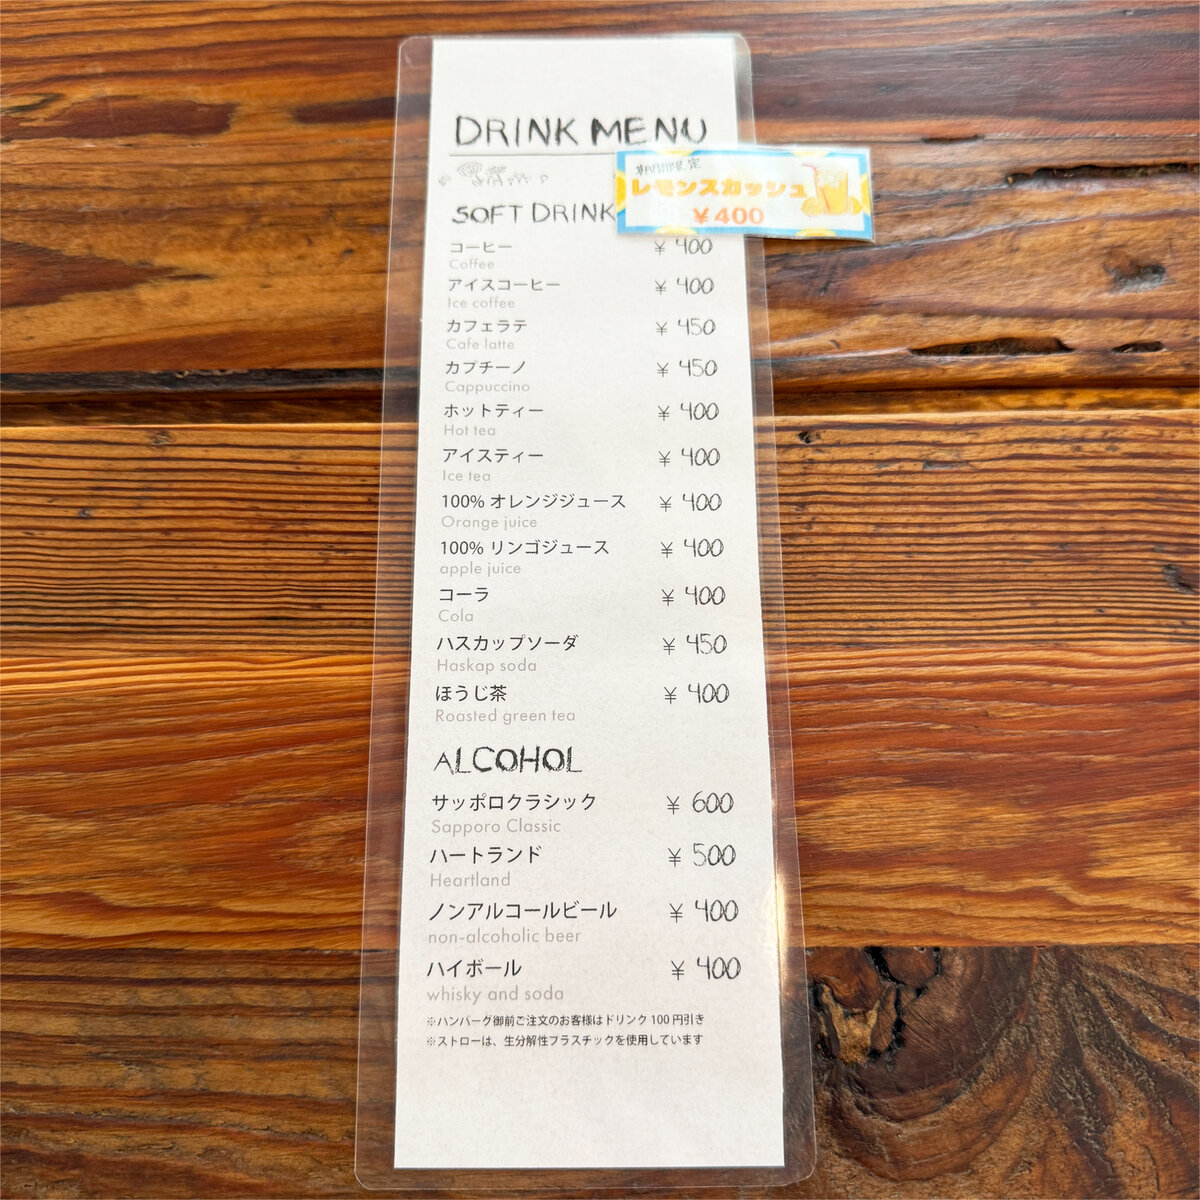 DRINK MENU
期間限定
レモンスカッシュ
¥400
SOFT DRINK
コーヒー ¥ 400
Coffee
アイスコーヒー ¥ 400
Ice coffee
カフェラテ ¥ 450
Cafe latte
カプチーノ ¥ 450
Cappuccino
ホットティー ¥ 400
Hot tea
アイスティー ¥ 400
Ice tea
100% オレンジジュース ¥ 400
Orange juice
100% リンゴジュース ¥ 400
apple juice
コーラ ¥ 400
Cola
ハスカップソーダ ¥ 450
Haskap soda
ほうじ茶 ¥ 400
Roasted green tea
ALCOHOL
サッポロクラシック ¥ 600
Sapporo Classic
ハートランド ¥ 500
Heartland
ノンアルコールビール ¥ 400
non-alcoholic beer
ハイボール ¥ 400
whisky and soda
※ハンバーグ御前ご注文のお客様はドリンク 100 円引き
※ストローは、生分解性プラスチックを使用しています